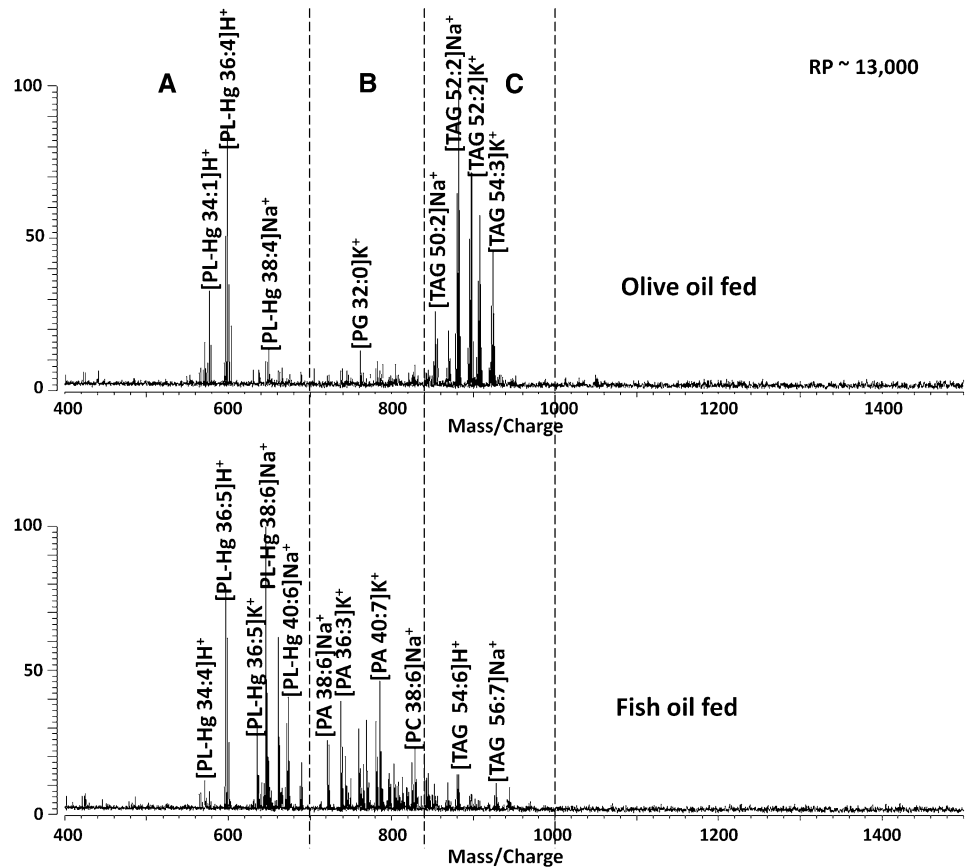 A
B
C
RP ~ 13,000
100
50
0
[PL-Hg 34:1]H⁺
[PL-Hg 36:4]H⁺
[PL-Hg 38:4]Na⁺
[PG 32:0]K⁺
[TAG 50:2]Na⁺
[TAG 52:2]Na⁺
[TAG 52:2]K⁺
[TAG 54:3]K⁺
Olive oil fed
400 600 800 1000 1200 1400
Mass/Charge
100
50
0
[PL-Hg 34:4]H⁺
[PL-Hg 36:5]H⁺
[PL-Hg 36:5]K⁺
[PL-Hg 38:6]Na⁺
[PL-Hg 40:6]Na⁺
[PA 38:6]Na⁺
[PA 36:3]K⁺
[PA 40:7]K⁺
[PC 38:6]Na⁺
[TAG 54:6]H⁺
[TAG 56:7]Na⁺
Fish oil fed
400 600 800 1000 1200 1400
Mass/Charge